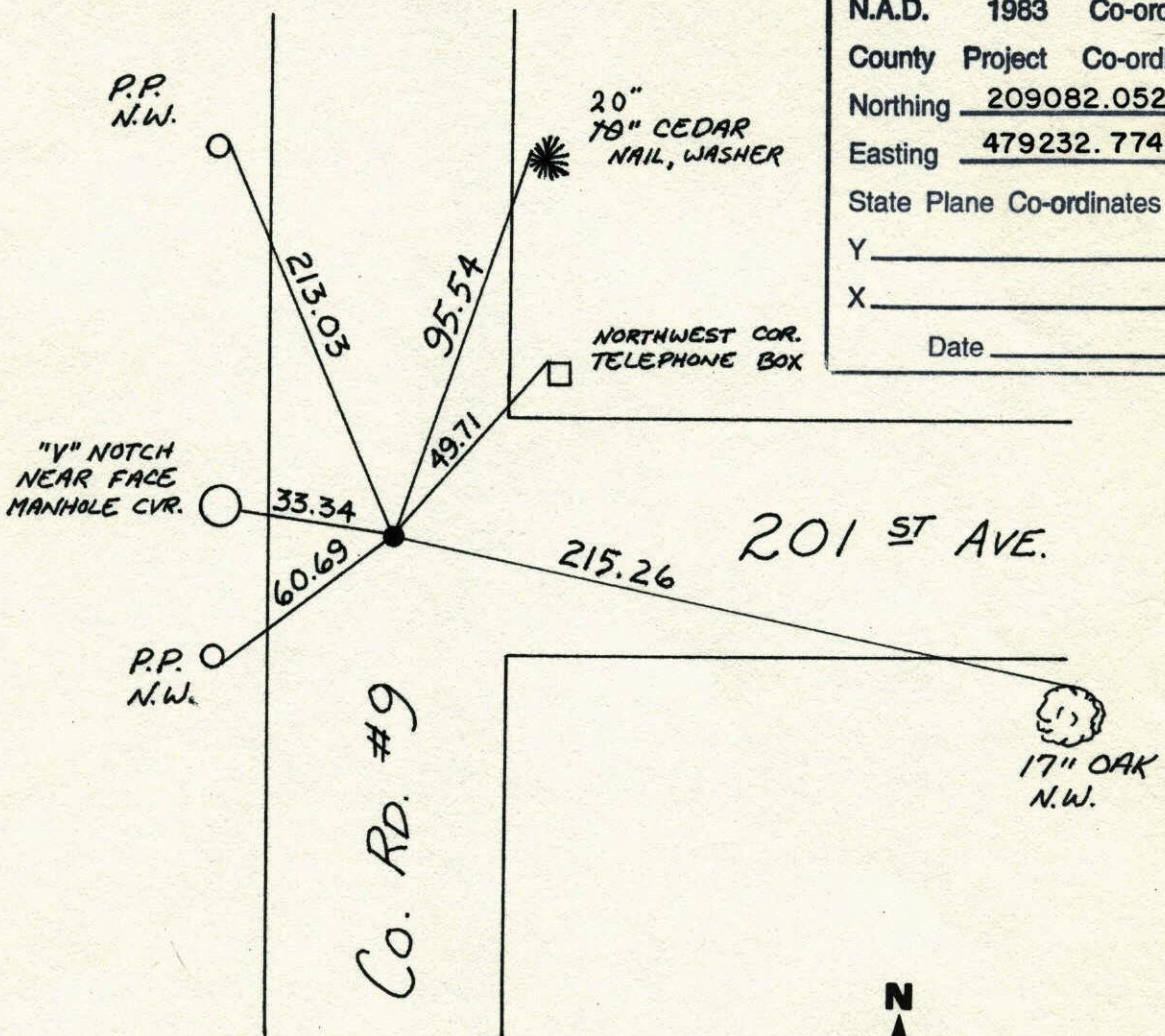 N.A.D. 1983 Co-ord
County Project Co-ord
Northing 209082.052
Easting 479232.774
State Plane Co-ordinates
Y
X
Date
P.P.
N.W.
20"
10" CEDAR
NAIL, WASHER
213.03
95.54
NORTHWEST COR.
TELEPHONE BOX
49.71
"V" NOTCH
NEAR FACE
MANHOLE CVR.
33.34
201 ST AVE.
215.26
60.69
P.P.
N.W.
CO. RD. #9
17" OAK
N.W.
N